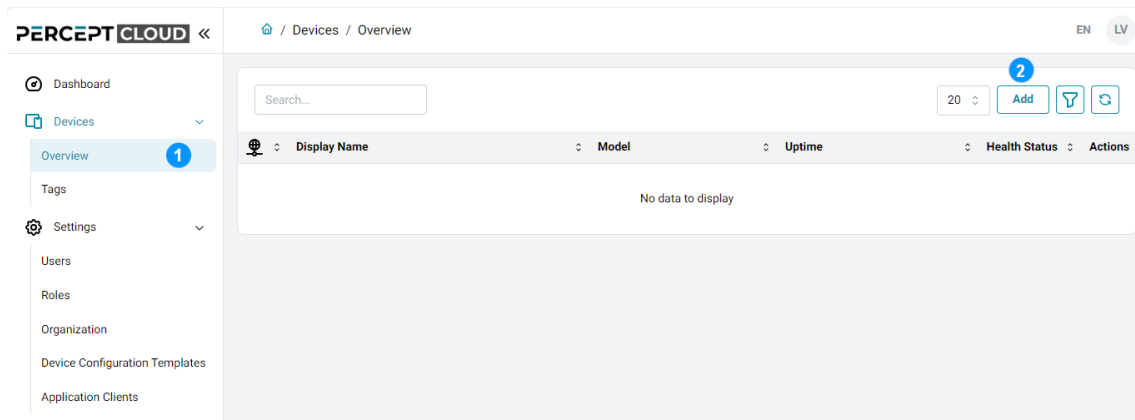 PERCEPT CLOUD
/ Devices / Overview
EN LV
Dashboard
Devices
Overview 1
Tags
Settings
Users
Roles
Organization
Device Configuration Templates
Application Clients
2
Search... 20 Add
Display Name Model Uptime Health Status Actions
No data to display